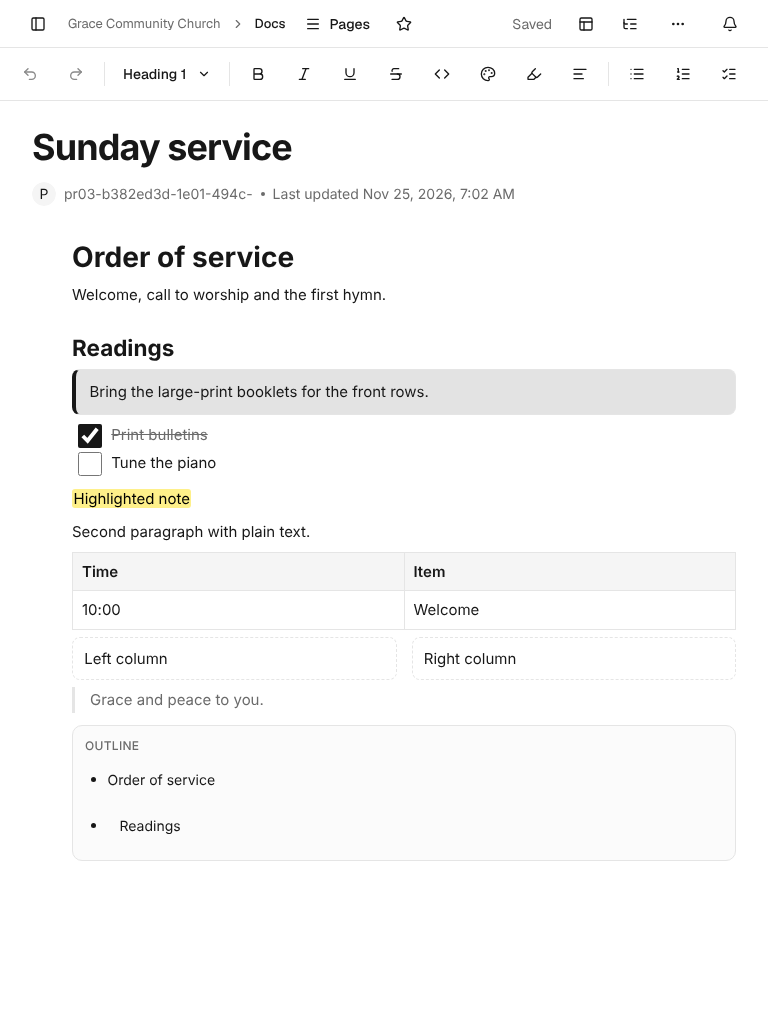 Grace Community Church Docs Pages Saved
Heading 1
Sunday service
P pr03-b382ed3d-1e01-494c- • Last updated Nov 25, 2026, 7:02 AM
Order of service
Welcome, call to worship and the first hymn.
Readings
Bring the large-print booklets for the front rows.
Print bulletins
Tune the piano
Highlighted note
Second paragraph with plain text.
Time Item
10:00 Welcome
Left column Right column
Grace and peace to you.
OUTLINE
Order of service
Readings